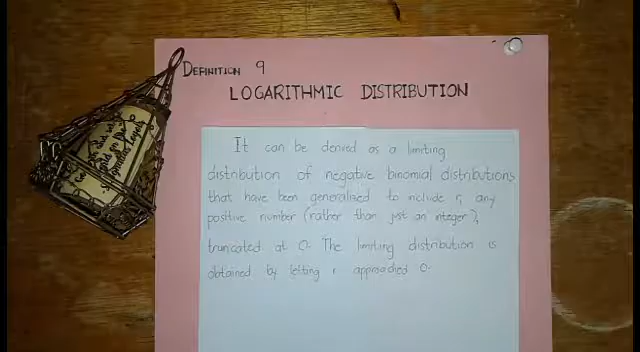 DEFINITION 9
LOGARITHMIC DISTRIBUTION
It can be derived as a limiting
distribution of negative binomial distributions
that have been generalized to include r, any
positive number (rather than just an integer),
truncated at 0. The limiting distribution is
obtained by letting r approached 0.